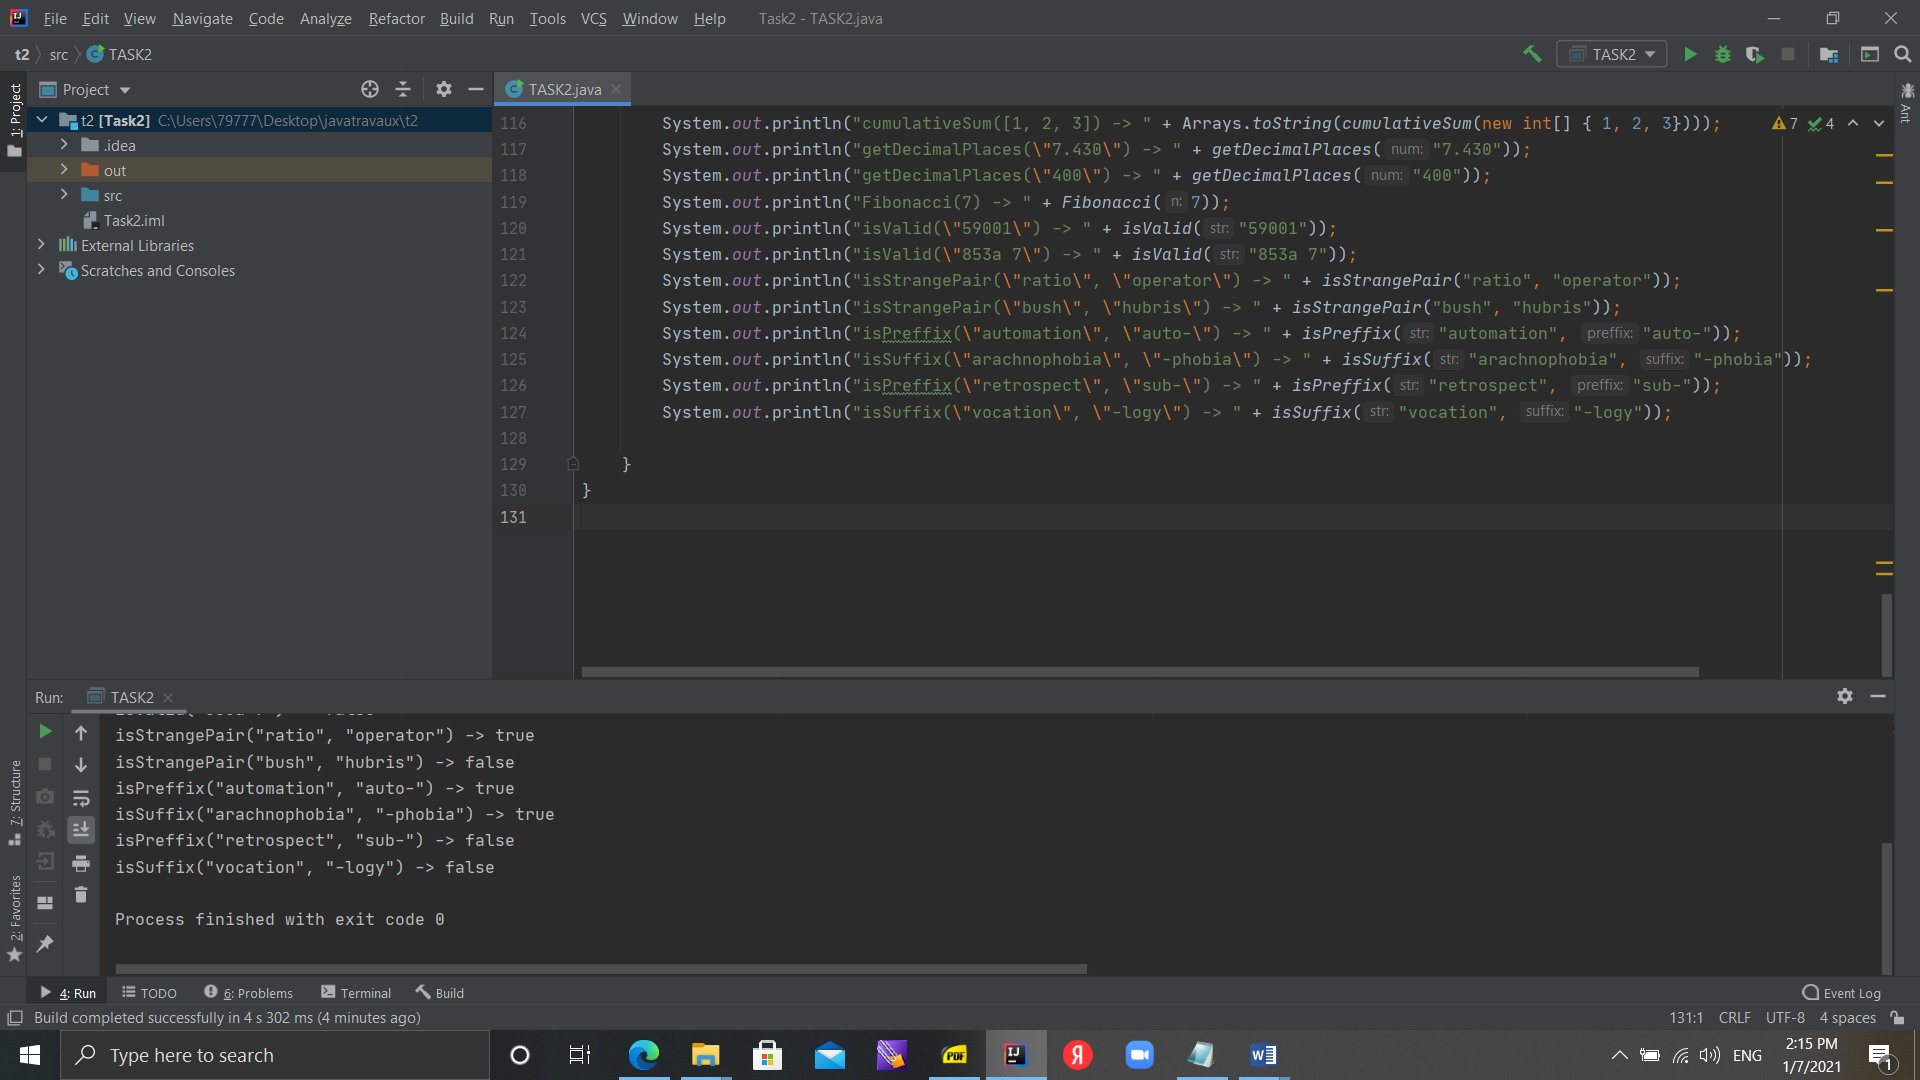 File Edit View Navigate Code Analyze Refactor Build Run Tools VCS Window Help Task2 - TASK2.java
t2 src TASK2 TASK2
1: Project
Project
TASK2.java
t2 [Task2] C:\Users\79777\Desktop\javatravaux\t2
.idea
out
src
Task2.iml
External Libraries
Scratches and Consoles
7 4
Ant
116 System.out.println("cumulativeSum([1, 2, 3]) -> " + Arrays.toString(cumulativeSum(new int[] { 1, 2, 3})));
117 System.out.println("getDecimalPlaces(\"7.430\") -> " + getDecimalPlaces( num: "7.430"));
118 System.out.println("getDecimalPlaces(\"400\") -> " + getDecimalPlaces( num: "400"));
119 System.out.println("Fibonacci(7) -> " + Fibonacci( n: 7));
120 System.out.println("isValid(\"59001\") -> " + isValid( str: "59001"));
121 System.out.println("isValid(\"853a 7\") -> " + isValid( str: "853a 7"));
122 System.out.println("isStrangePair(\"ratio\", \"operator\") -> " + isStrangePair("ratio", "operator"));
123 System.out.println("isStrangePair(\"bush\", \"hubris\") -> " + isStrangePair("bush", "hubris"));
124 System.out.println("isPreffix(\"automation\", \"auto-\") -> " + isPreffix( str: "automation", preffix: "auto-"));
125 System.out.println("isSuffix(\"arachnophobia\", \"-phobia\") -> " + isSuffix( str: "arachnophobia", suffix: "-phobia"));
126 System.out.println("isPreffix(\"retrospect\", \"sub-\") -> " + isPreffix( str: "retrospect", preffix: "sub-"));
127 System.out.println("isSuffix(\"vocation\", \"-logy\") -> " + isSuffix( str: "vocation", suffix: "-logy"));
128
129 }
130 }
131
Run: TASK2
isStrangePair("ratio", "operator") -> true
isStrangePair("bush", "hubris") -> false
isPreffix("automation", "auto-") -> true
isSuffix("arachnophobia", "-phobia") -> true
isPreffix("retrospect", "sub-") -> false
isSuffix("vocation", "-logy") -> false
Process finished with exit code 0
7: Structure
2: Favorites
4: Run TODO 6: Problems Terminal Build Event Log
Build completed successfully in 4 s 302 ms (4 minutes ago) 131:1 CRLF UTF-8 4 spaces
Type here to search
PDF
IJ
Я
ENG
2:15 PM
1/7/2021
1